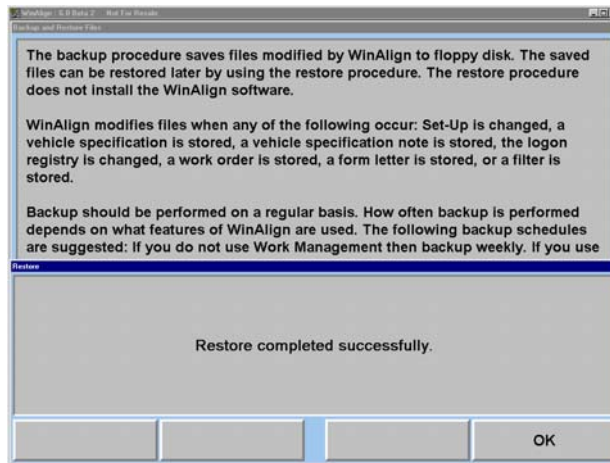 WinAlign : 6.0 Data 2 Not For Resale
Backup and Restore Files
The backup procedure saves files modified by WinAlign to floppy disk. The saved
files can be restored later by using the restore procedure. The restore procedure
does not install the WinAlign software.
WinAlign modifies files when any of the following occur: Set-Up is changed, a
vehicle specification is stored, a vehicle specification note is stored, the logon
registry is changed, a work order is stored, a form letter is stored, or a filter is
stored.
Backup should be performed on a regular basis. How often backup is performed
depends on what features of WinAlign are used. The following backup schedules
are suggested: If you do not use Work Management then backup weekly. If you use
Restore
Restore completed successfully.
OK